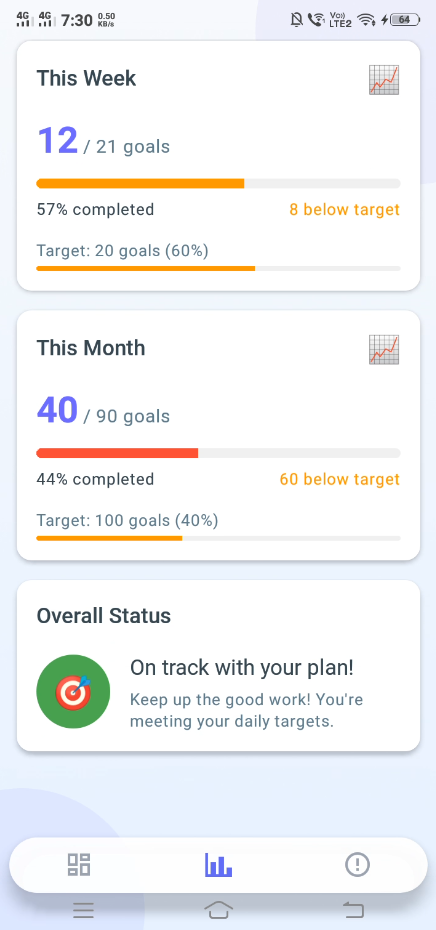 4G 4G 7:30 0.50 KB/s Vo)) LTE2 64
This Week
12 / 21 goals
57% completed 8 below target
Target: 20 goals (60%)
This Month
40 / 90 goals
44% completed 60 below target
Target: 100 goals (40%)
Overall Status
On track with your plan!
Keep up the good work! You're
meeting your daily targets.